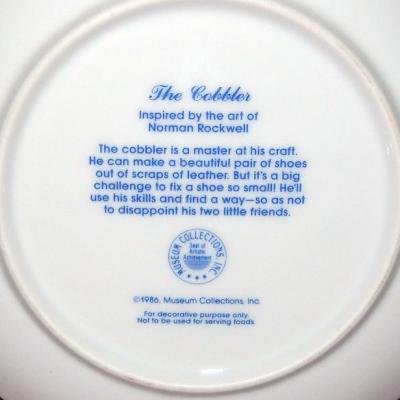 The Cobbler
Inspired by the art of
Norman Rockwell
The cobbler is a master at his craft.
He can make a beautiful pair of shoes
out of scraps of leather. But it's a big
challenge to fix a shoe so small! He'll
use his skills and find a way—so as not
to disappoint his two little friends.
MUSEUM COLLECTIONS, INC
Seal of
Artistic
Achievement
©1986, Museum Collections, Inc.
For decorative purpose only.
Not to be used for serving foods.